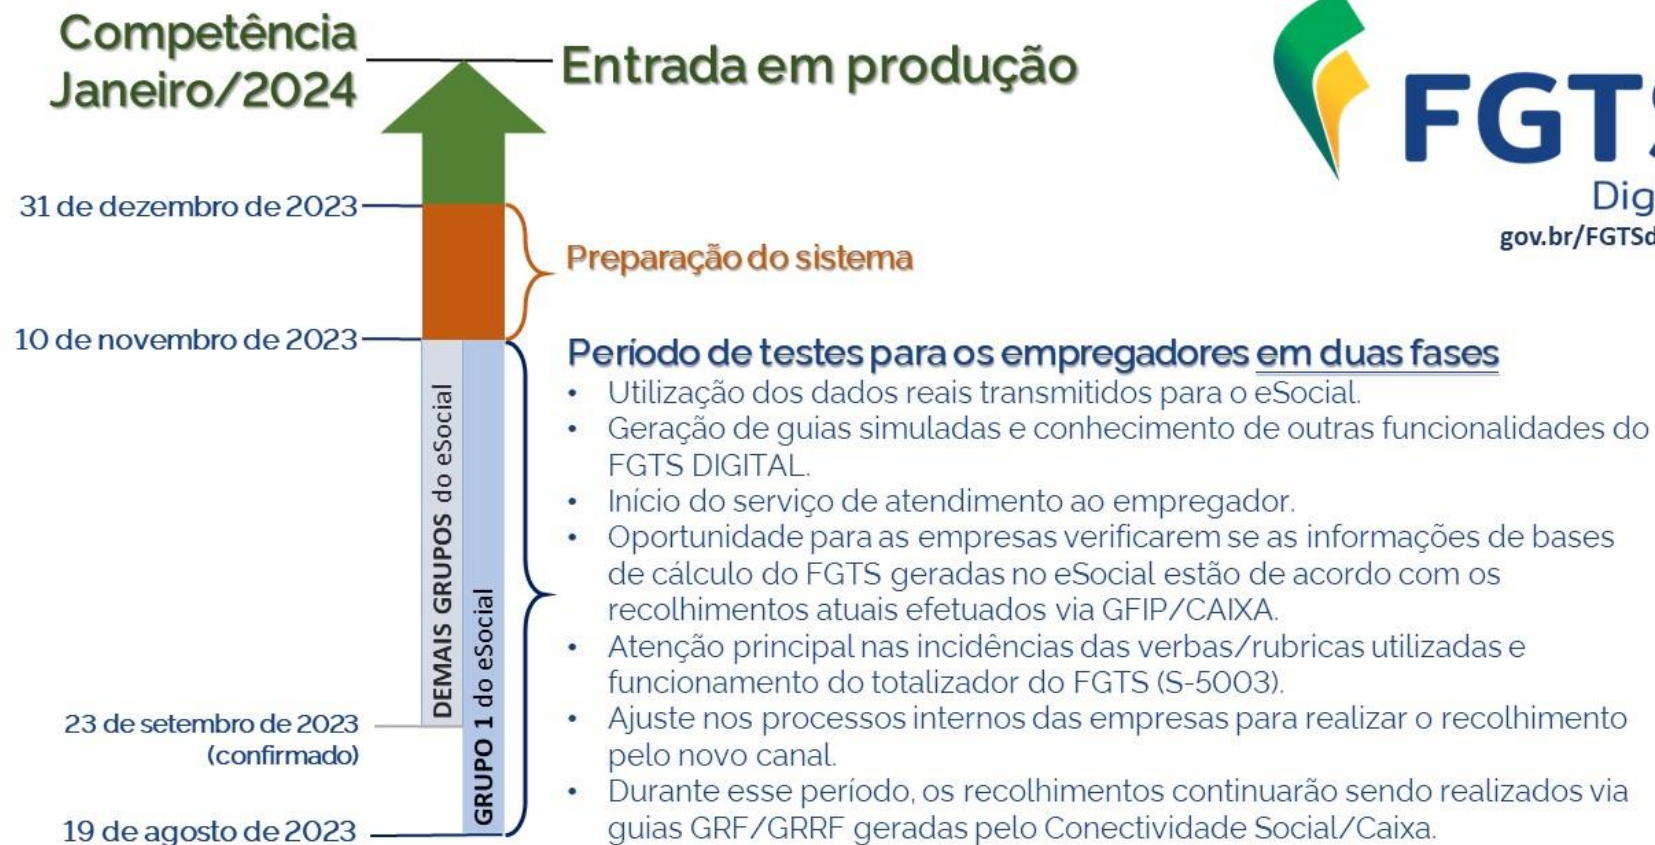 Competência
Janeiro/2024
Entrada em produção
FGTS
Dig
gov.br/FGTSd
31 de dezembro de 2023
Preparação do sistema
10 de novembro de 2023
Período de testes para os empregadores em duas fases
• Utilização dos dados reais transmitidos para o eSocial.
• Geração de guias simuladas e conhecimento de outras funcionalidades do
FGTS DIGITAL.
• Início do serviço de atendimento ao empregador.
• Oportunidade para as empresas verificarem se as informações de bases
de cálculo do FGTS geradas no eSocial estão de acordo com os
recolhimentos atuais efetuados via GFIP/CAIXA.
• Atenção principal nas incidências das verbas/rubricas utilizadas e
funcionamento do totalizador do FGTS (S-5003).
• Ajuste nos processos internos das empresas para realizar o recolhimento
pelo novo canal.
• Durante esse período, os recolhimentos continuarão sendo realizados via
guias GRF/GRRF geradas pelo Conectividade Social/Caixa.
DEMAIS GRUPOS do eSocial
GRUPO 1 do eSocial
23 de setembro de 2023
(confirmado)
19 de agosto de 2023